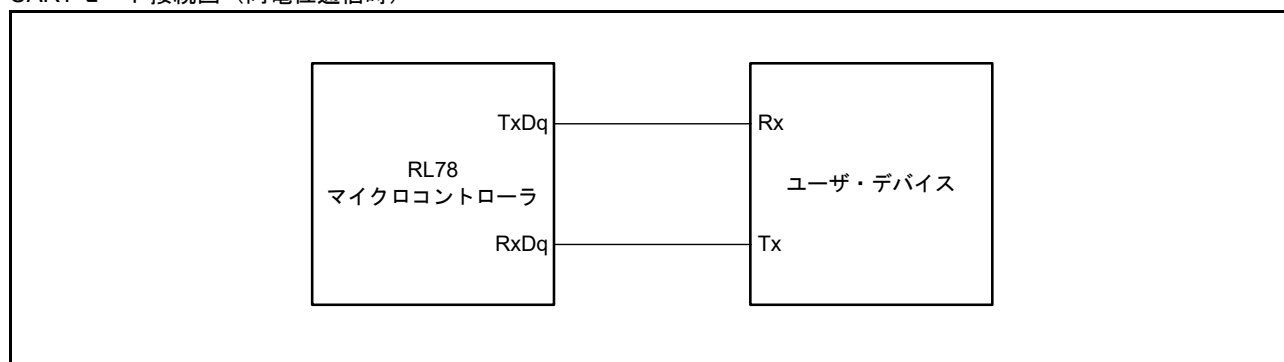 UARTモード接続図（同電位通信時）
TxDq
Rx
RL78
マイクロコントローラ
ユーザ・デバイス
RxDq
Tx